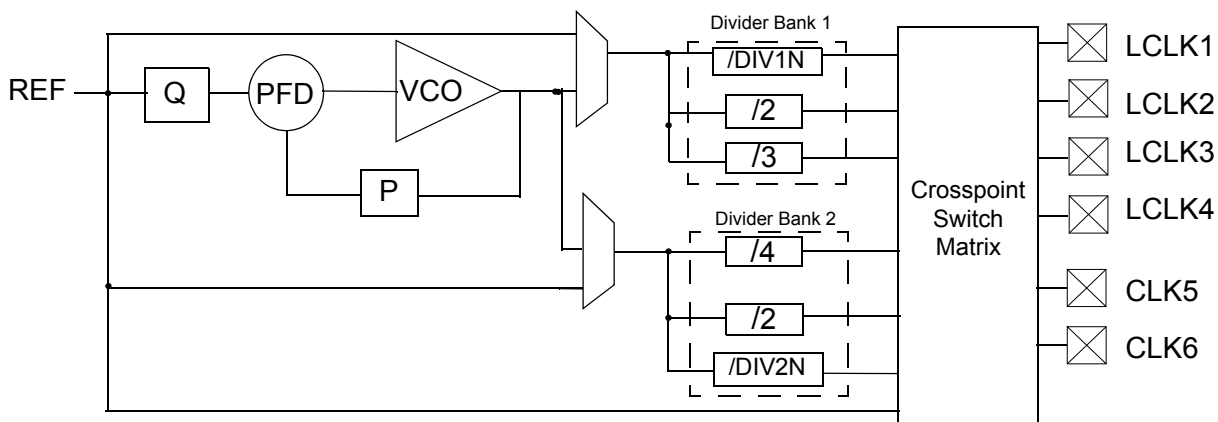 Divider Bank 1
REF
Q
PFD
VCO
P
/DIV1N
/2
/3
Divider Bank 2
/4
/2
/DIV2N
Crosspoint
Switch
Matrix
LCLK1
LCLK2
LCLK3
LCLK4
CLK5
CLK6